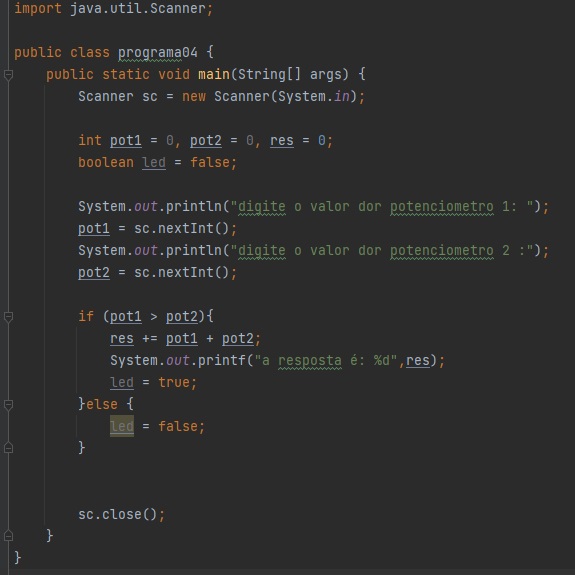 import java.util.Scanner;
public class programa04 {
public static void main(String[] args) {
Scanner sc = new Scanner(System.in);
int pot1 = 0, pot2 = 0, res = 0;
boolean led = false;
System.out.println("digite o valor dor potenciometro 1: ");
pot1 = sc.nextInt();
System.out.println("digite o valor dor potenciometro 2 :");
pot2 = sc.nextInt();
if (pot1 > pot2){
res += pot1 + pot2;
System.out.printf("a resposta é: %d",res);
led = true;
}else {
led = false;
}
sc.close();
}
}